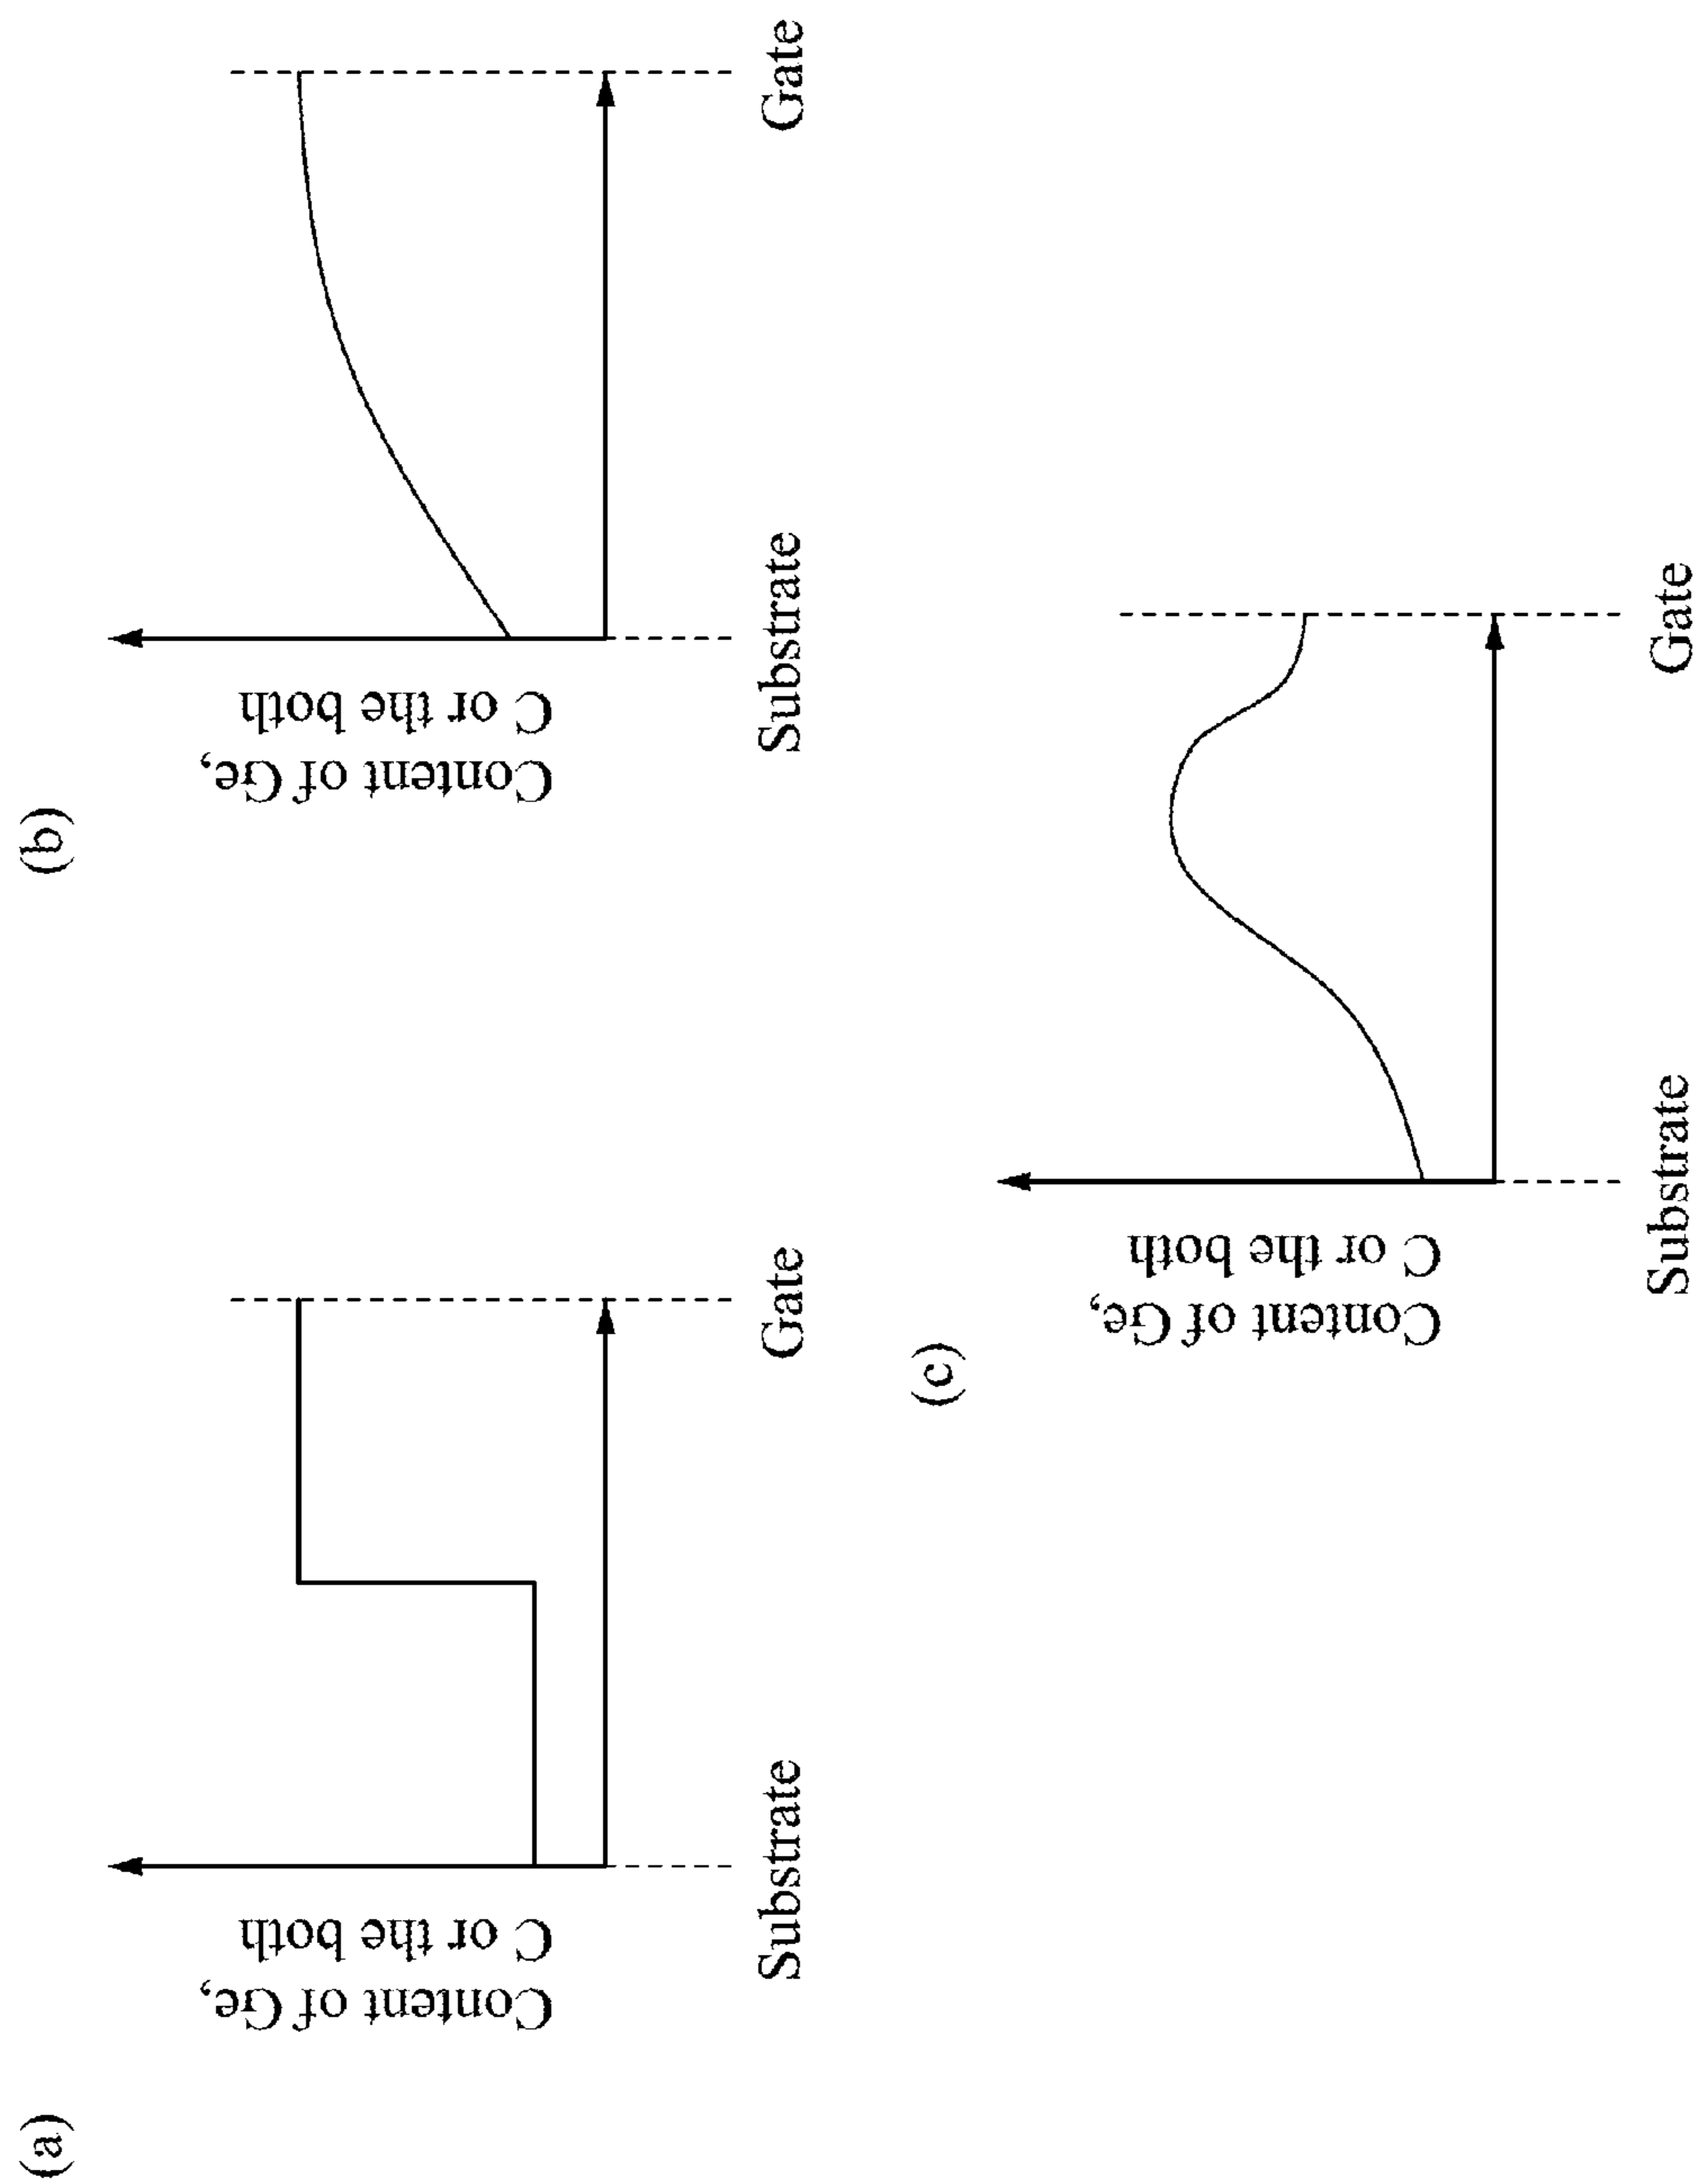 (a)
Content of Ge,
C or the both
Substrate
Gate
(b)
Content of Ge,
C or the both
Substrate
Gate
(c)
Content of Ge,
C or the both
Substrate
Gate